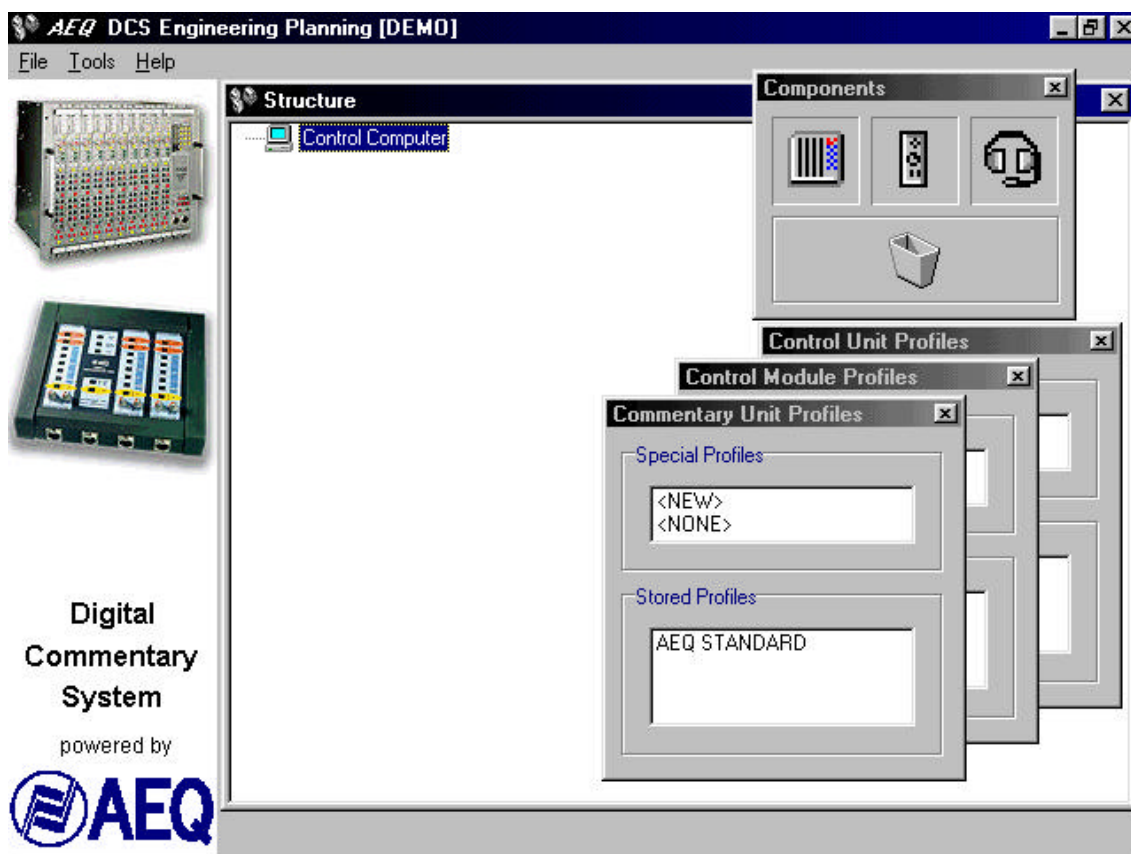 AEQ DCS Engineering Planning [DEMO]
File Tools Help
Structure
Control Computer
Components
Control Unit Profiles
Control Module Profiles
Commentary Unit Profiles
Special Profiles
<NEW>
<NONE>
Stored Profiles
AEQ STANDARD
Digital
Commentary
System
powered by
AEQ